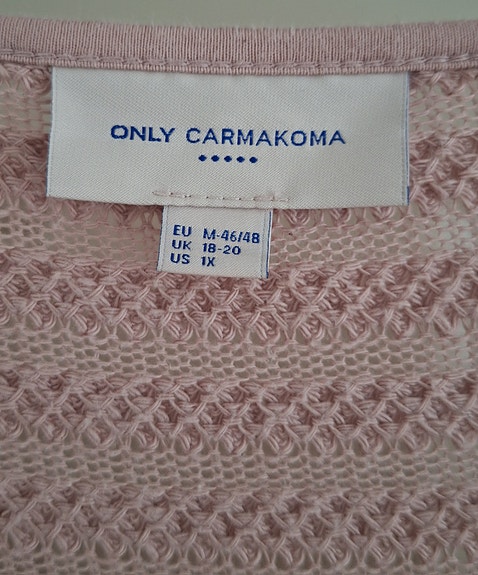 ONLY CARMAKOMA
EU M-46/48
UK 18-20
US 1X